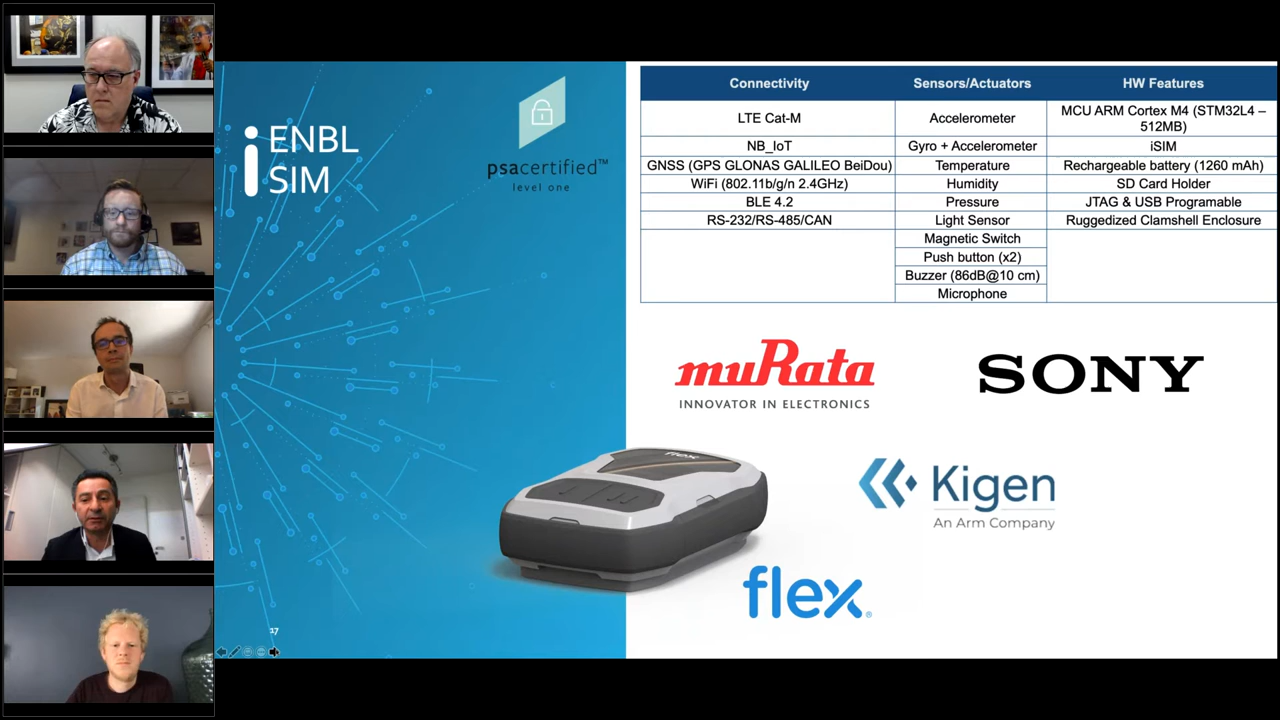 i ENBL
SIM
psacertified™
level one
Connectivity Sensors/Actuators HW Features
LTE Cat-M Accelerometer MCU ARM Cortex M4 (STM32L4 –
512MB)
NB_IoT Gyro + Accelerometer iSIM
GNSS (GPS GLONAS GALILEO BeiDou) Temperature Rechargeable battery (1260 mAh)
WiFi (802.11b/g/n 2.4GHz) Humidity SD Card Holder
BLE 4.2 Pressure JTAG & USB Programable
RS-232/RS-485/CAN Light Sensor Ruggedized Clamshell Enclosure
Magnetic Switch
Push button (x2)
Buzzer (86dB@10 cm)
Microphone
muRata
INNOVATOR IN ELECTRONICS
SONY
flex
Kigen
An Arm Company
flex®
17